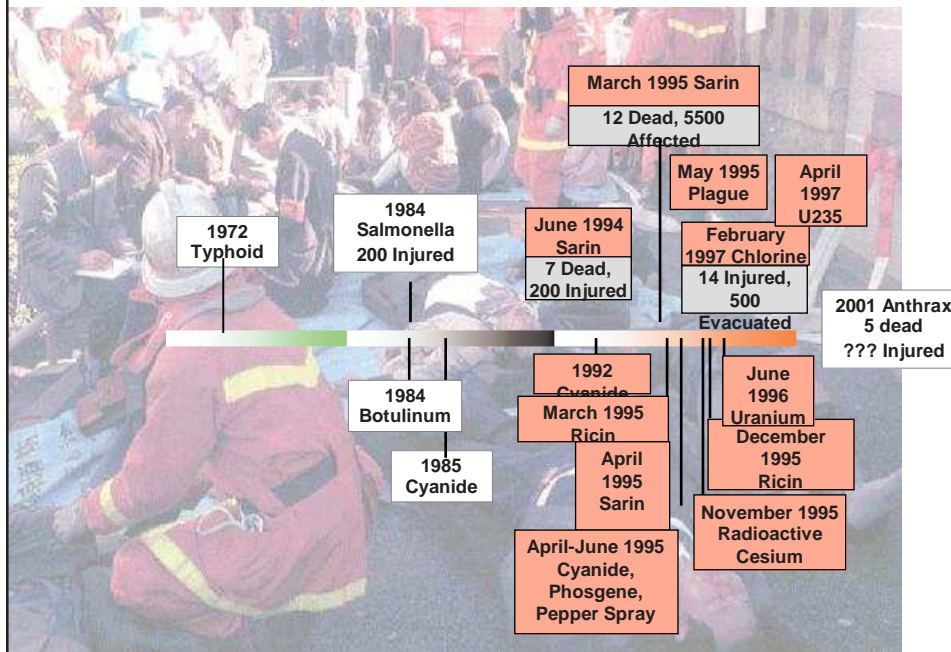 March 1995 Sarin
12 Dead, 5500
Affected
May 1995
Plague
April
1997
U235
1972
Typhoid
1984
Salmonella
200 Injured
June 1994
Sarin
7 Dead,
200 Injured
February
1997 Chlorine
14 Injured,
500
Evacuated
2001 Anthrax
5 dead
??? Injured
1984
Botulinum
1985
Cyanide
1992
Cyanide
March 1995
Ricin
April
1995
Sarin
April-June 1995
Cyanide,
Phosgene,
Pepper Spray
June
1996
Uranium
December
1995
Ricin
November 1995
Radioactive
Cesium